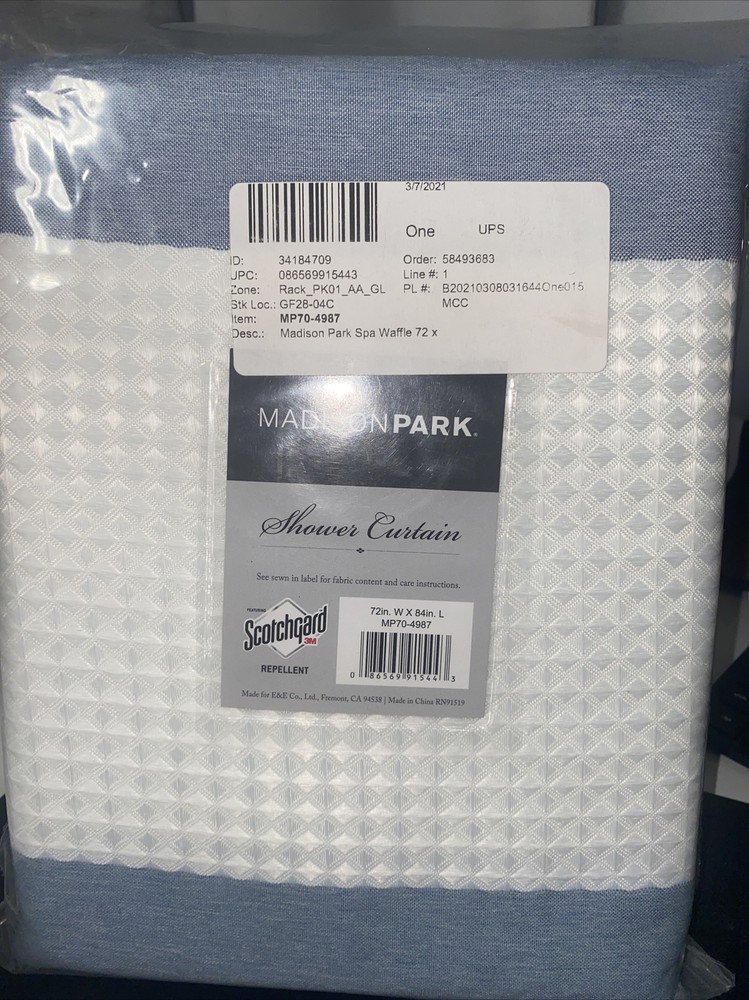 3/7/2021
One UPS
ID: 34184709 Order: 58493683
UPC: 086569915443 Line #: 1
Zone: Rack_PK01_AA_GL PL #: B20210308031644One015
Stk Loc.: GF28-04C MCC
Item: MP70-4987
Desc.: Madison Park Spa Waffle 72 x
MADISONPARK®
Shower Curtain
See sewn in label for fabric content and care instructions.
FEATURING
Scotchgard
3M
REPELLENT
72in. W X 84in. L
MP70-4987
0 86569 91544 3
Made for E&E Co., Ltd., Fremont, CA 94538 | Made in China RN91519